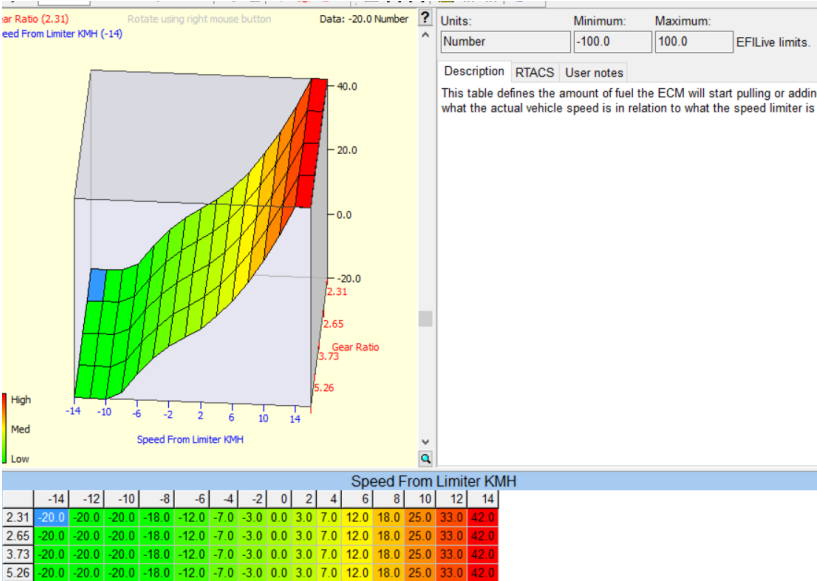 ar Ratio (2.31) Rotate using right mouse button Data: -20.0 Number ?
eed From Limiter KMH (-14)
40.0
20.0
0.0
-20.0
2.31
2.65
3.73
5.26
Gear Ratio
-14 -10 -6 -2 2 6 10 14
Speed From Limiter KMH
High
Med
Low
Units: Minimum: Maximum:
Number -100.0 100.0 EFILive limits.
Description RTACS User notes
This table defines the amount of fuel the ECM will start pulling or addin
what the actual vehicle speed is in relation to what the speed limiter is
Speed From Limiter KMH
-14 -12 -10 -8 -6 -4 -2 0 2 4 6 8 10 12 14
2.31 -20.0 -20.0 -20.0 -18.0 -12.0 -7.0 -3.0 0.0 3.0 7.0 12.0 18.0 25.0 33.0 42.0
2.65 -20.0 -20.0 -20.0 -18.0 -12.0 -7.0 -3.0 0.0 3.0 7.0 12.0 18.0 25.0 33.0 42.0
3.73 -20.0 -20.0 -20.0 -18.0 -12.0 -7.0 -3.0 0.0 3.0 7.0 12.0 18.0 25.0 33.0 42.0
5.26 -20.0 -20.0 -20.0 -18.0 -12.0 -7.0 -3.0 0.0 3.0 7.0 12.0 18.0 25.0 33.0 42.0